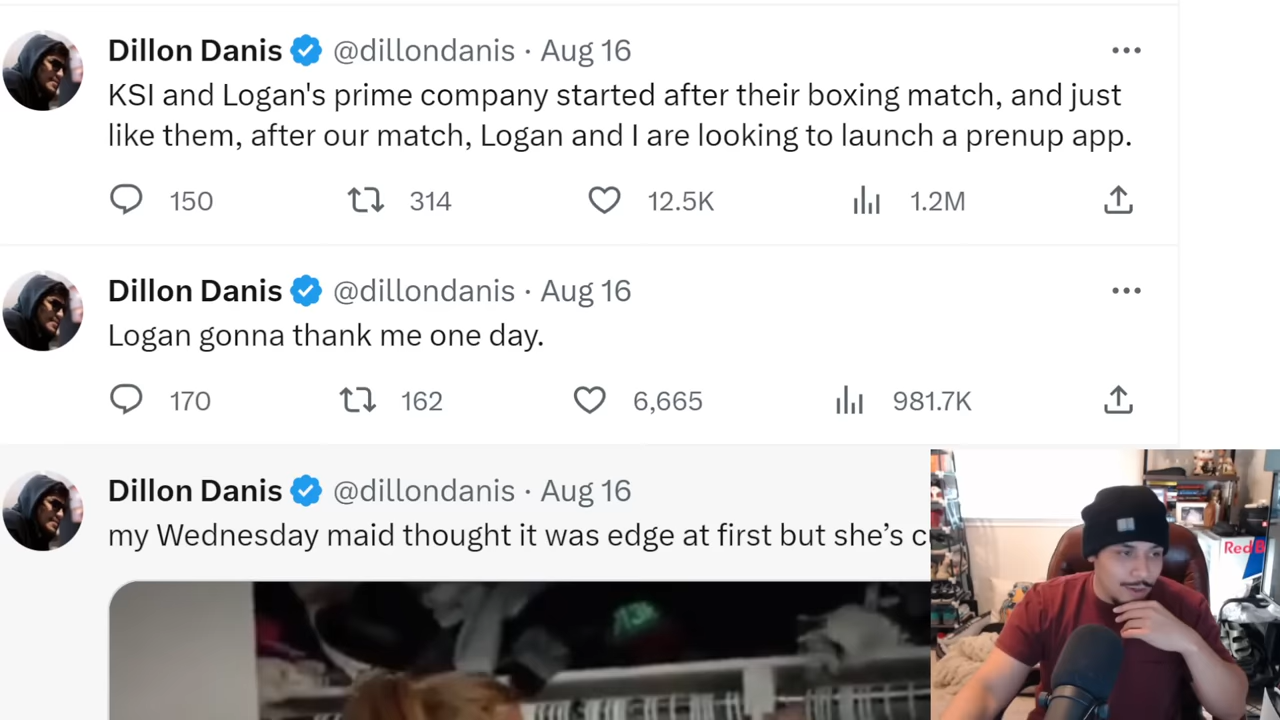 Dillon Danis @dillondanis · Aug 16
KSI and Logan's prime company started after their boxing match, and just
like them, after our match, Logan and I are looking to launch a prenup app.
150 314 12.5K 1.2M
Dillon Danis @dillondanis · Aug 16
Logan gonna thank me one day.
170 162 6,665 981.7K
Dillon Danis @dillondanis · Aug 16
my Wednesday maid thought it was edge at first but she's